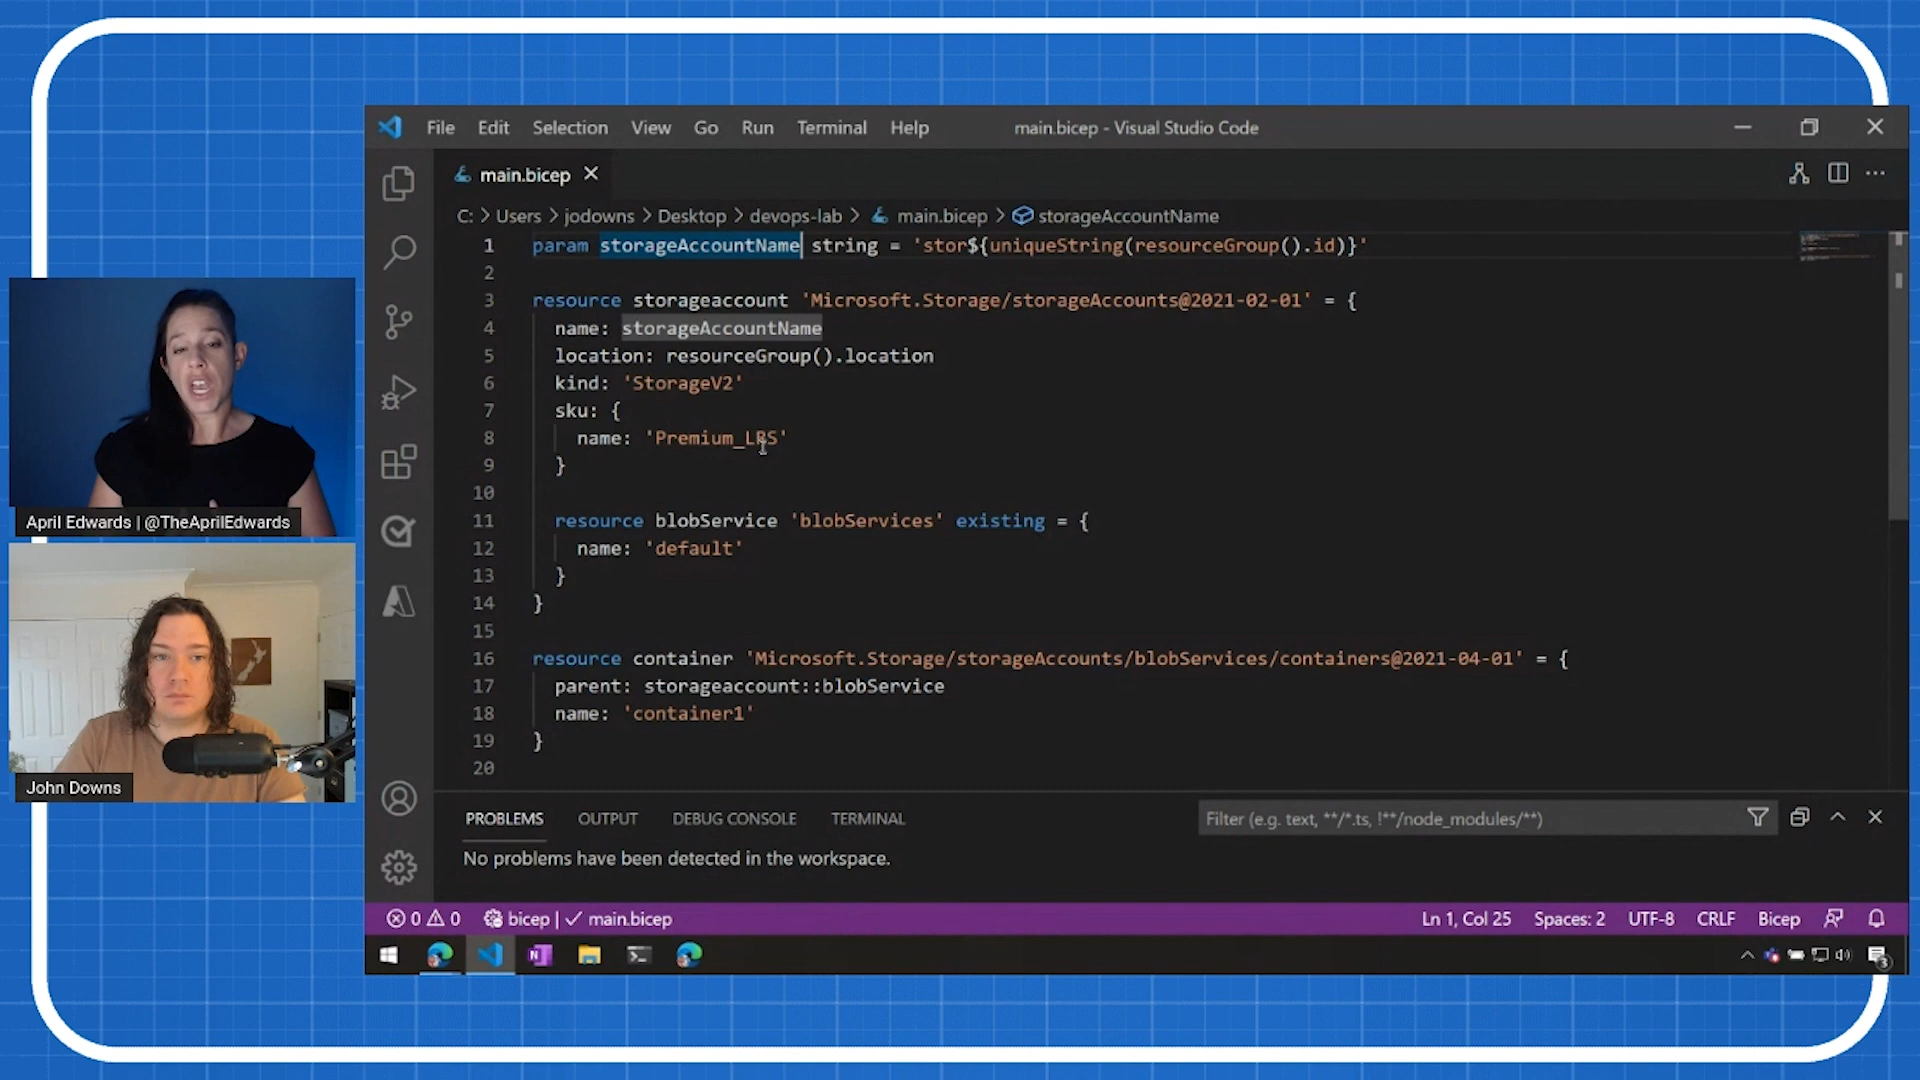 File Edit Selection View Go Run Terminal Help main.bicep - Visual Studio Code
main.bicep
C: > Users > jodowns > Desktop > devops-lab > main.bicep > storageAccountName
1 param storageAccountName string = 'stor${uniqueString(resourceGroup().id)}'
2
3 resource storageaccount 'Microsoft.Storage/storageAccounts@2021-02-01' = {
4 name: storageAccountName
5 location: resourceGroup().location
6 kind: 'StorageV2'
7 sku: {
8 name: 'Premium_LRS'
9 }
10
11 resource blobService 'blobServices' existing = {
12 name: 'default'
13 }
14 }
15
16 resource container 'Microsoft.Storage/storageAccounts/blobServices/containers@2021-04-01' = {
17 parent: storageaccount::blobService
18 name: 'container1'
19 }
20
April Edwards | @TheAprilEdwards
John Downs
PROBLEMS OUTPUT DEBUG CONSOLE TERMINAL Filter (e.g. text, **/*.ts, !**/node_modules/**)
No problems have been detected in the workspace.
0 0 bicep | main.bicep Ln 1, Col 25 Spaces: 2 UTF-8 CRLF Bicep
3